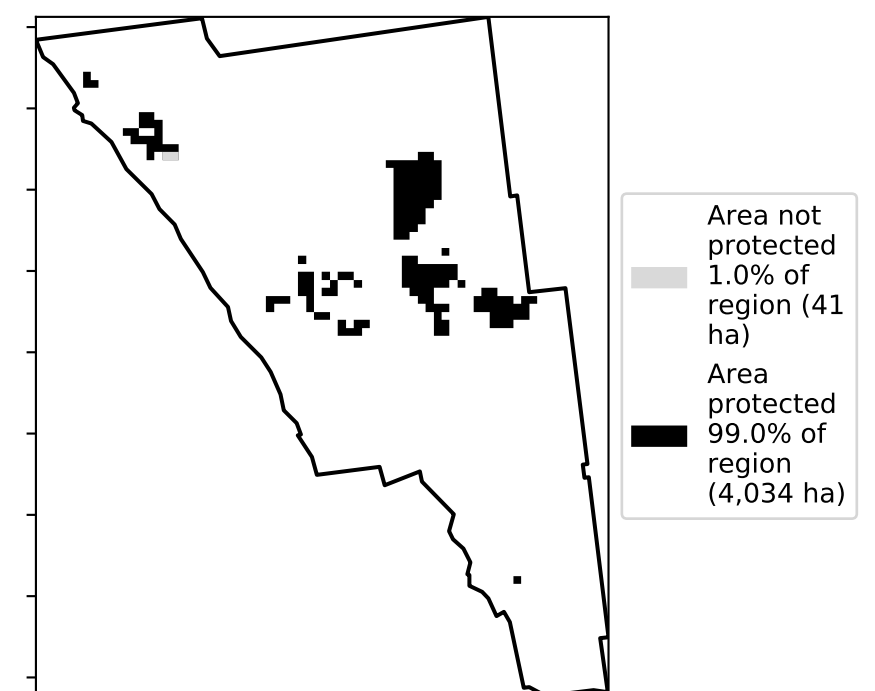 Area not
protected
1.0% of
region (41
ha)
Area
protected
99.0% of
region
(4,034 ha)